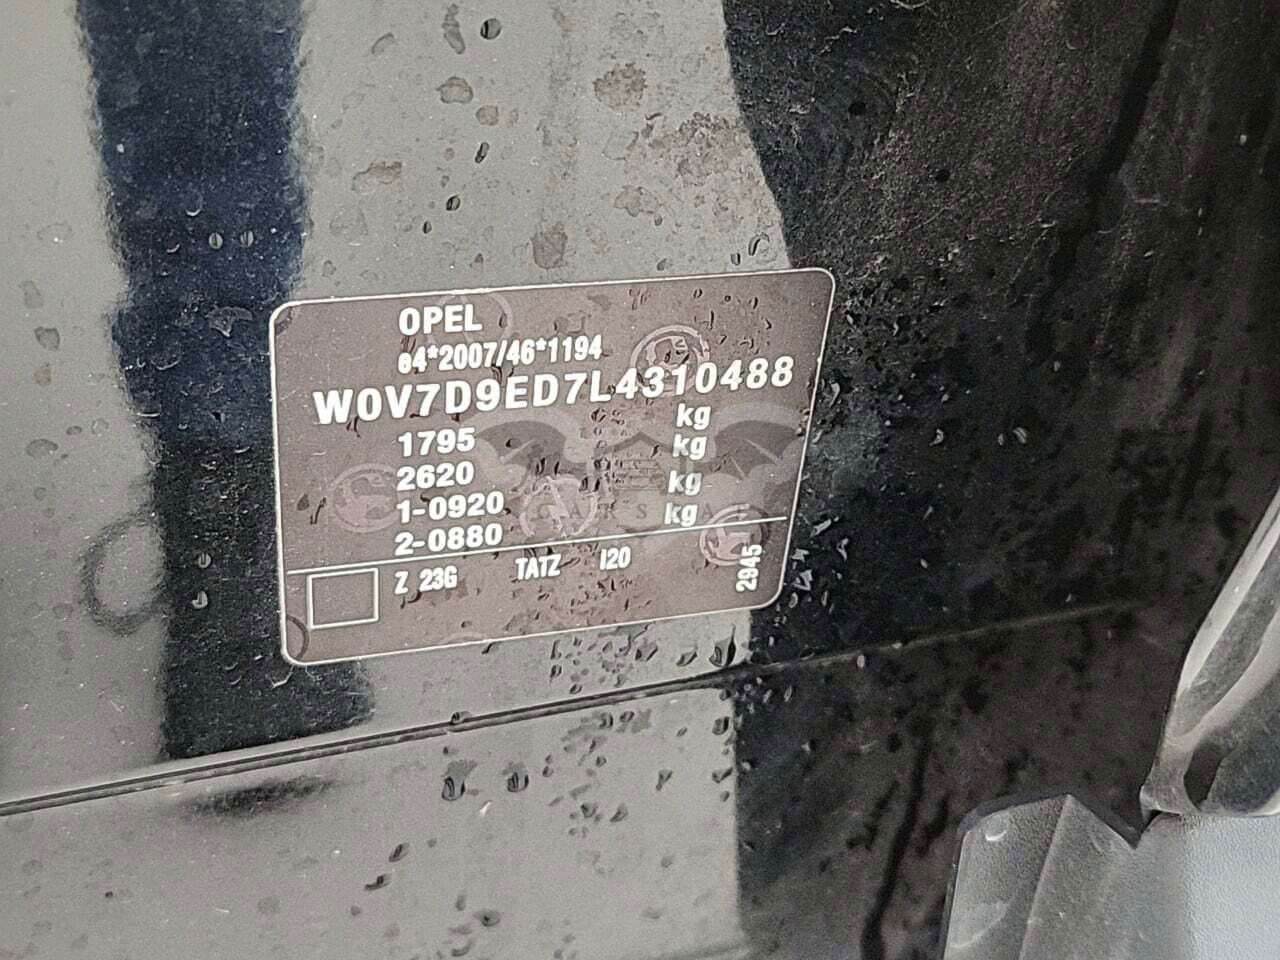 OPEL
e4*2007/46*1194
W0V7D9ED7L4310488
1795 kg
2620 kg
1-0920 kg
2-0880 kg
Z 23G TATZ I20
2945